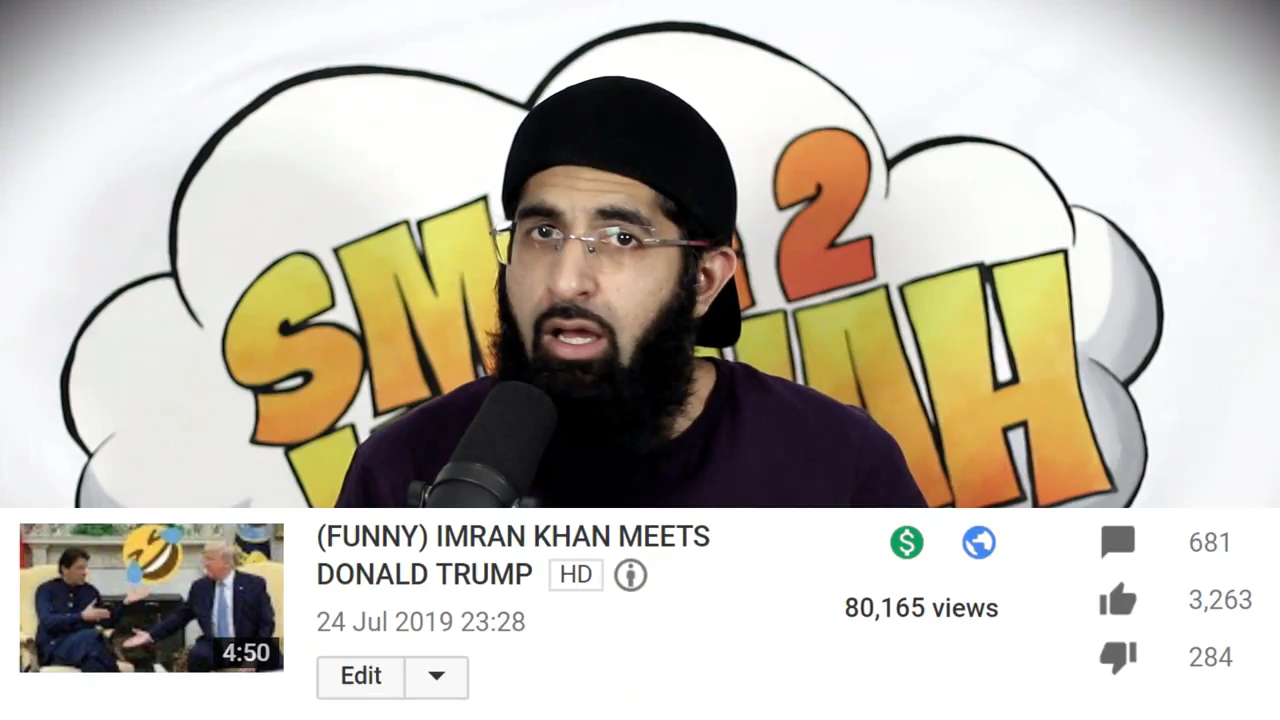 2
(FUNNY) IMRAN KHAN MEETS
DONALD TRUMP HD
24 Jul 2019 23:28
4:50
Edit
80,165 views
681
3,263
284